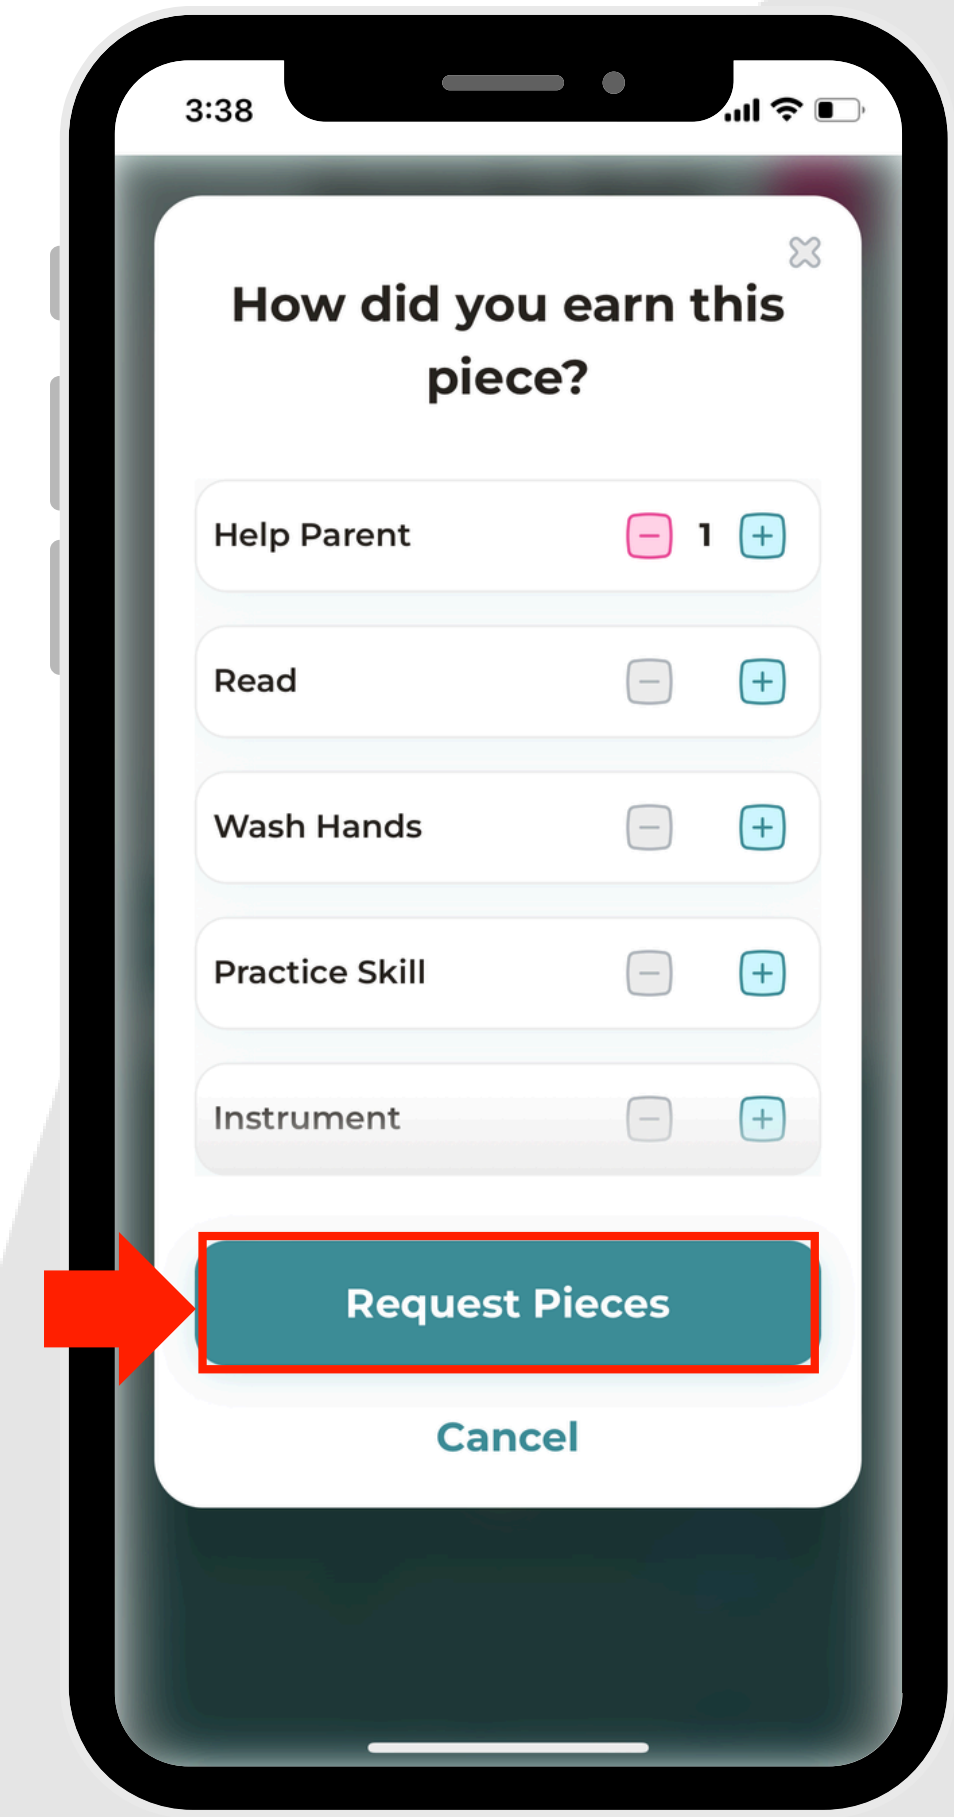 3:38
How did you earn this
piece?
Help Parent − 1 +
Read − +
Wash Hands − +
Practice Skill − +
Instrument − +
Request Pieces
Cancel